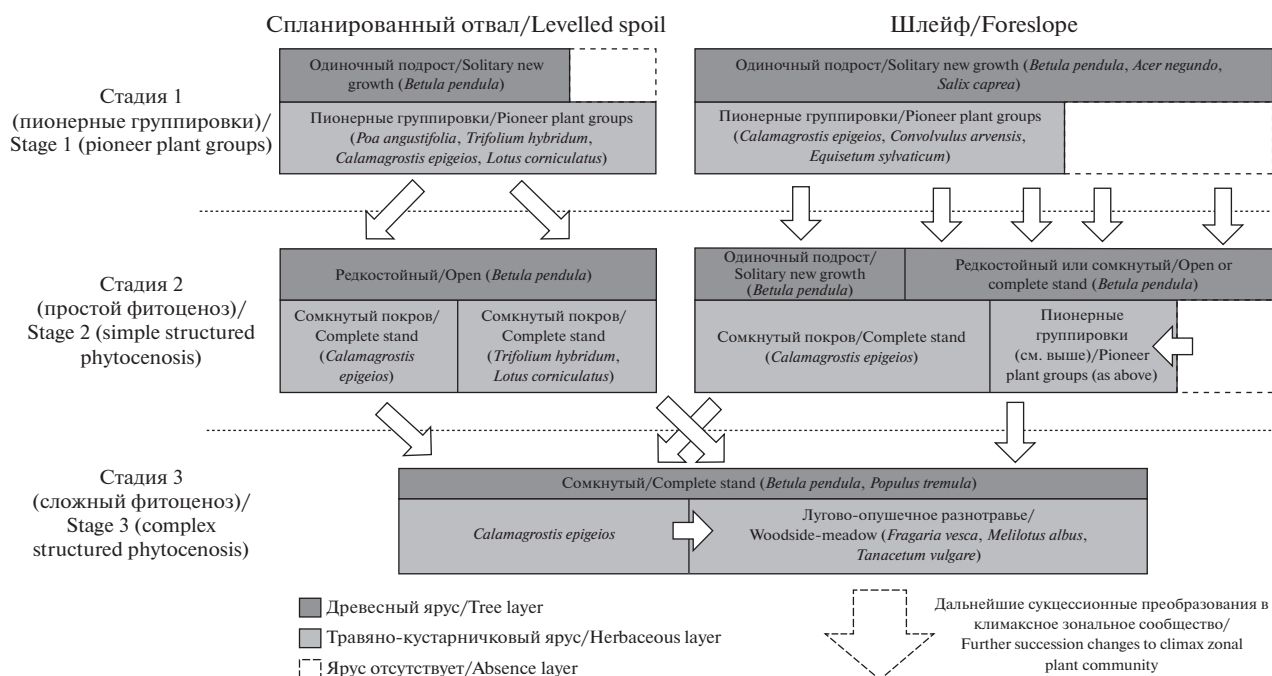 Спланированный отвал/Levelled spoil
Шлейф/Foreslope
Стадия 1
(пионерные группировки)/
Stage 1 (pioneer plant groups)
Одиночный подрост/Solitary new
growth (Betula pendula)
Пионерные группировки/Pioneer plant groups
(Poa angustifolia, Trifolium hybridum,
Calamagrostis epigeios, Lotus corniculatus)
Одиночный подрост/Solitary new growth (Betula pendula, Acer negundo,
Salix caprea)
Пионерные группировки/Pioneer plant groups
(Calamagrostis epigeios, Convolvulus arvensis,
Equisetum sylvaticum)
Стадия 2
(простой фитоценоз)/
Stage 2 (simple structured
phytocenosis)
Редкостойный/Open (Betula pendula)
Сомкнутый покров/
Complete stand
(Calamagrostis
epigeios)
Сомкнутый покров/
Complete stand
(Trifolium hybridum,
Lotus corniculatus)
Одиночный подрост/
Solitary new growth
(Betula pendula)
Редкостойный или сомкнутый/Open or
complete stand (Betula pendula)
Сомкнутый покров/Complete stand
(Calamagrostis epigeios)
Пионерные
группировки
(см. выше)/Pioneer
plant groups (as above)
Стадия 3
(сложный фитоценоз)/
Stage 3 (complex
structured phytocenosis)
Сомкнутый/Complete stand (Betula pendula, Populus tremula)
Calamagrostis epigeios
Лугово-опушечное разнотравье/
Woodside-meadow (Fragaria vesca, Melilotus albus,
Tanacetum vulgare)
Древесный ярус/Tree layer
Травяно-кустарничковый ярус/Herbaceous layer
Ярус отсутствует/Absence layer
Дальнейшие сукцессионные преобразования в
климаксное зональное сообщество/
Further succession changes to climax zonal
plant community